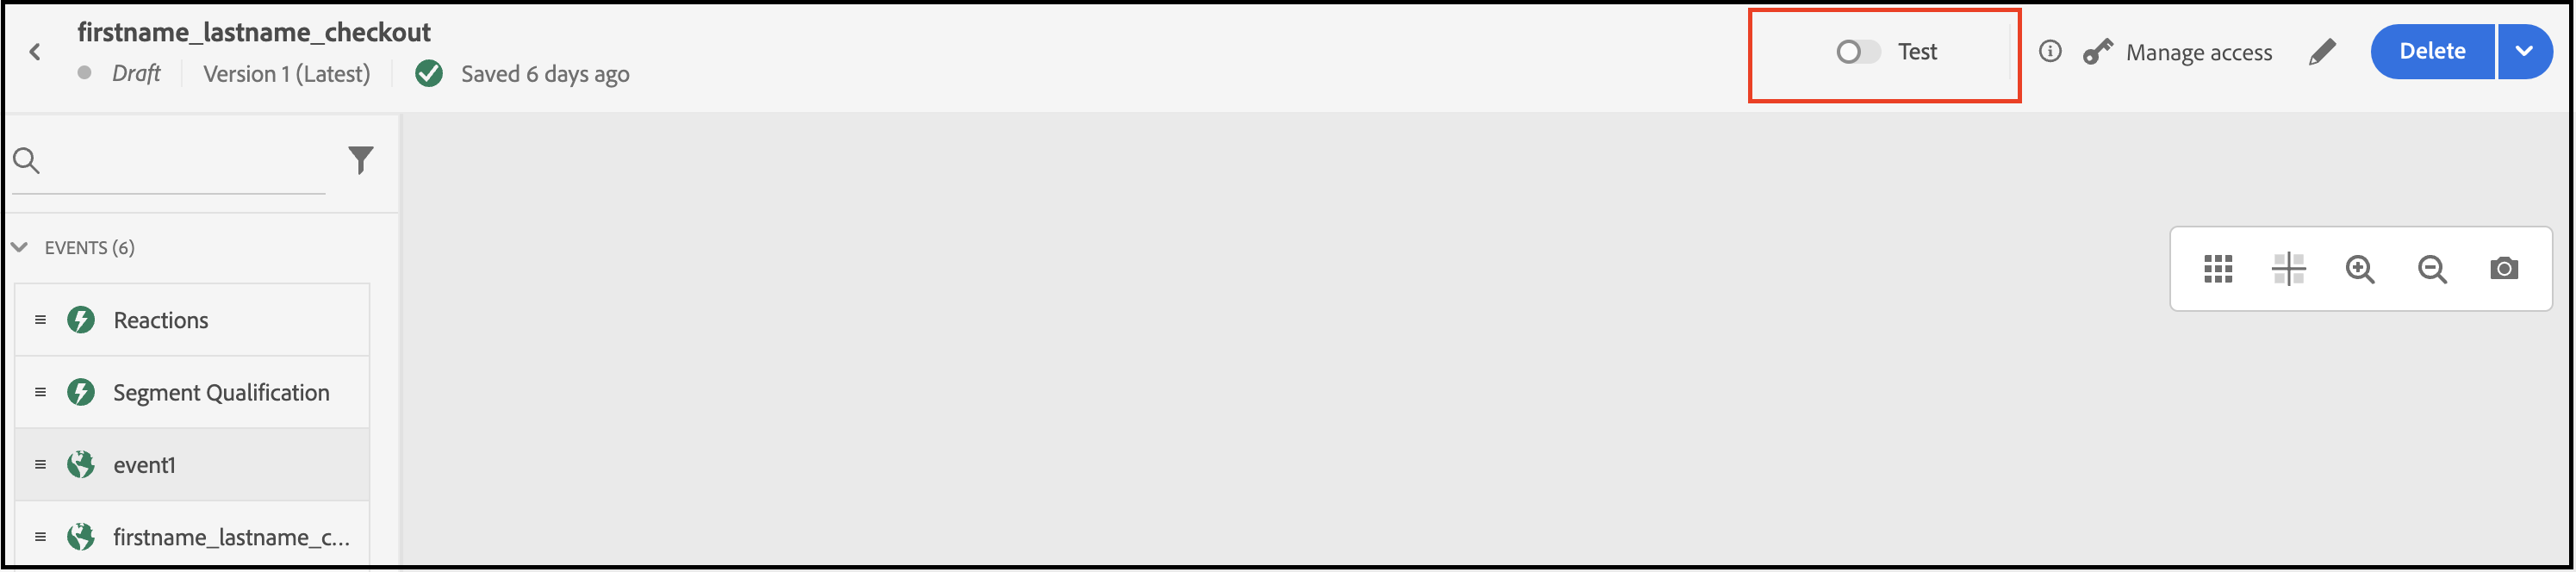 firstname_lastname_checkout
Draft
Version 1 (Latest)
Saved 6 days ago
Test
Manage access
Delete
EVENTS (6)
Reactions
Segment Qualification
event1
firstname_lastname_c...